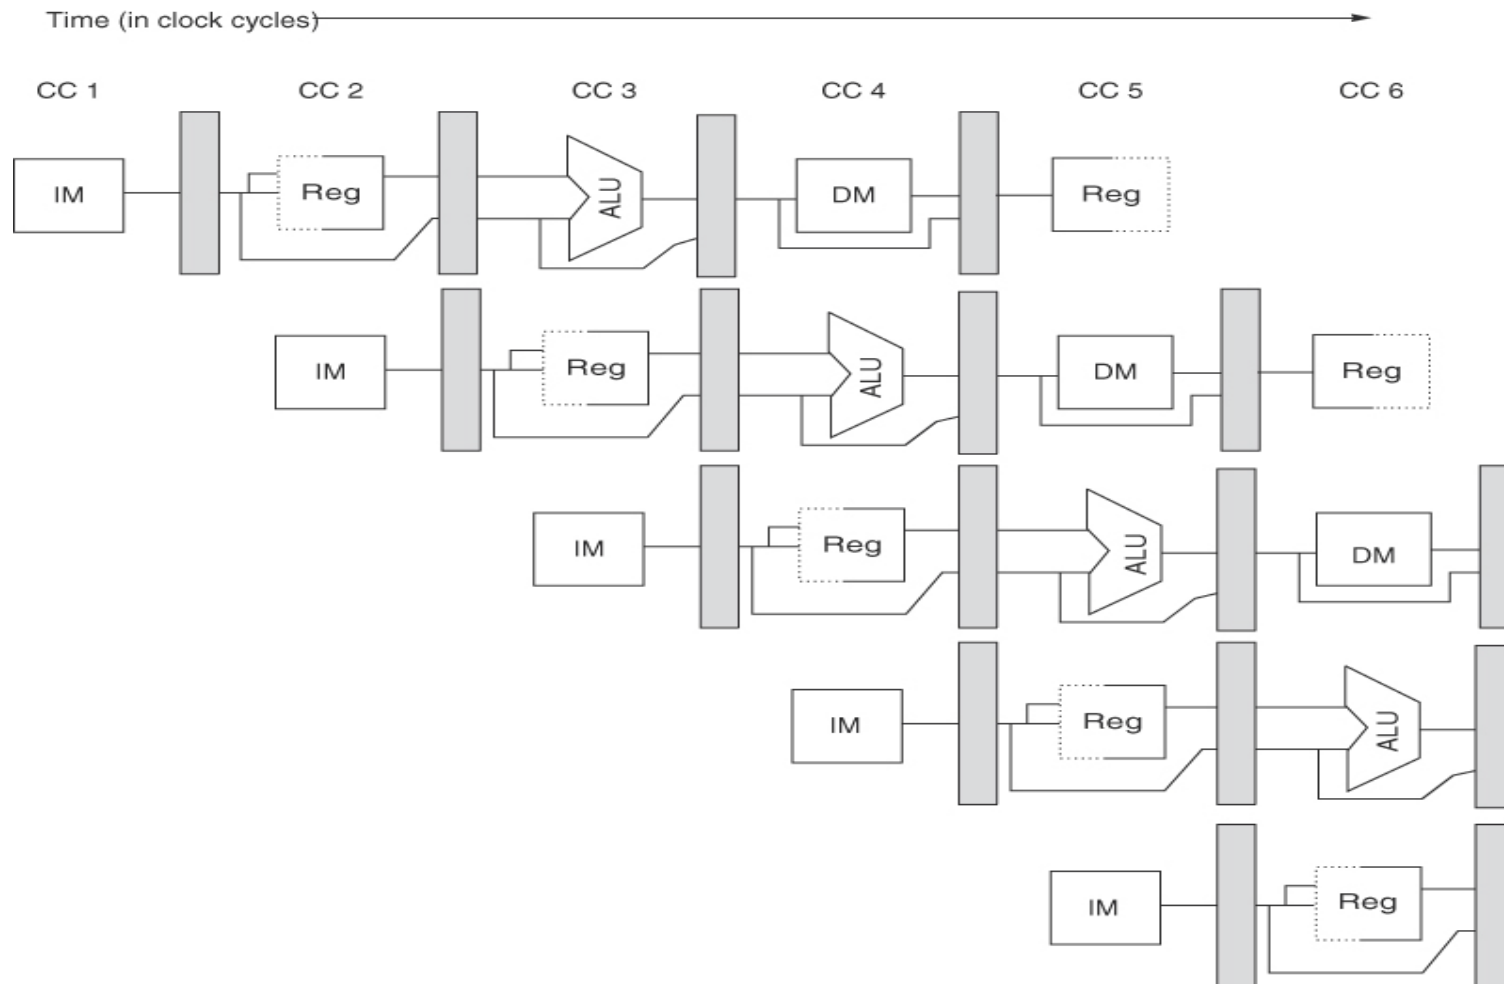 Time (in clock cycles)
CC 1 CC 2 CC 3 CC 4 CC 5 CC 6
IM Reg ALU DM Reg
IM Reg ALU DM Reg
IM Reg ALU DM
IM Reg ALU
IM Reg